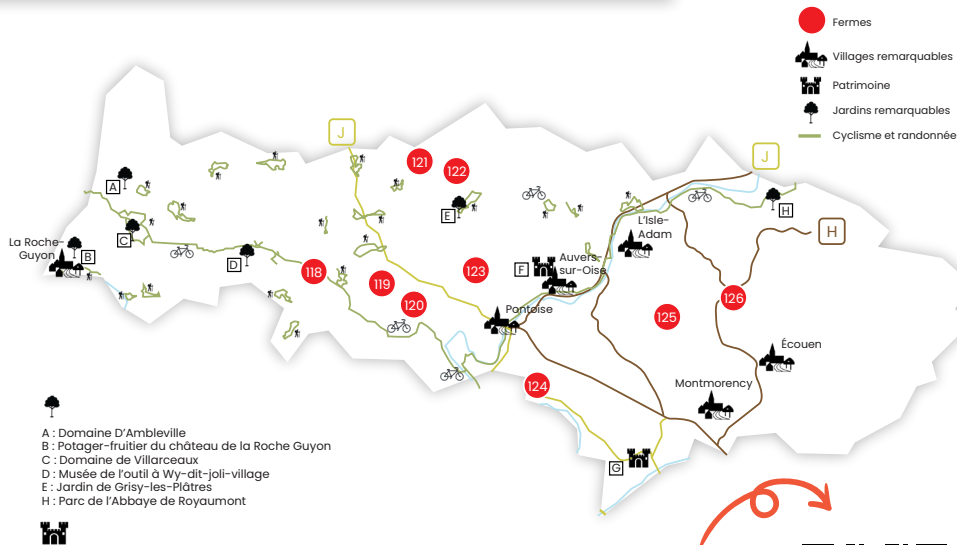 Fermes
Villages remarquables
Patrimoine
Jardins remarquables
Cyclisme et randonnée
J
121
122
J
A
E
H
L'Isle-
Adam
H
C
La Roche-
Guyon
B
D
118
119
120
123
F
Auvers-
sur-Oise
Pontoise
125
126
Écouen
124
Montmorency
G
A : Domaine D'Ambleville
B : Potager-fruitier du château de la Roche Guyon
C : Domaine de Villarceaux
D : Musée de l'outil à Wy-dit-joli-village
E : Jardin de Grisy-les-Plâtres
H : Parc de l'Abbaye de Royaumont